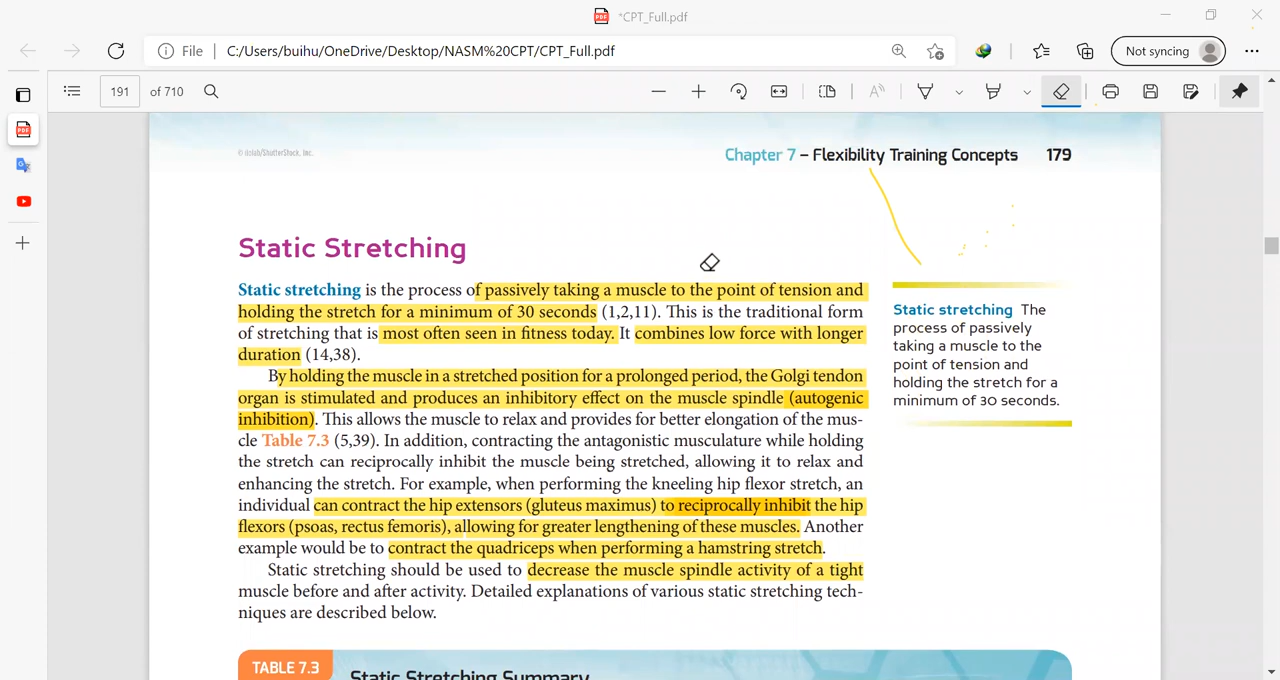 *CPT_Full.pdf
File | C:/Users/buihu/OneDrive/Desktop/NASM%20CPT/CPT_Full.pdf
Not syncing
191 of 710
Chapter 7 – Flexibility Training Concepts 179
Static Stretching
Static stretching is the process of passively taking a muscle to the point of tension and
holding the stretch for a minimum of 30 seconds (1,2,11). This is the traditional form
of stretching that is most often seen in fitness today. It combines low force with longer
duration (14,38).
By holding the muscle in a stretched position for a prolonged period, the Golgi tendon
organ is stimulated and produces an inhibitory effect on the muscle spindle (autogenic
inhibition). This allows the muscle to relax and provides for better elongation of the mus-
cle Table 7.3 (5,39). In addition, contracting the antagonistic musculature while holding
the stretch can reciprocally inhibit the muscle being stretched, allowing it to relax and
enhancing the stretch. For example, when performing the kneeling hip flexor stretch, an
individual can contract the hip extensors (gluteus maximus) to reciprocally inhibit the hip
flexors (psoas, rectus femoris), allowing for greater lengthening of these muscles. Another
example would be to contract the quadriceps when performing a hamstring stretch.
Static stretching should be used to decrease the muscle spindle activity of a tight
muscle before and after activity. Detailed explanations of various static stretching tech-
niques are described below.
Static stretching The
process of passively
taking a muscle to the
point of tension and
holding the stretch for a
minimum of 30 seconds.
TABLE 7.3
Static Stretching Summary